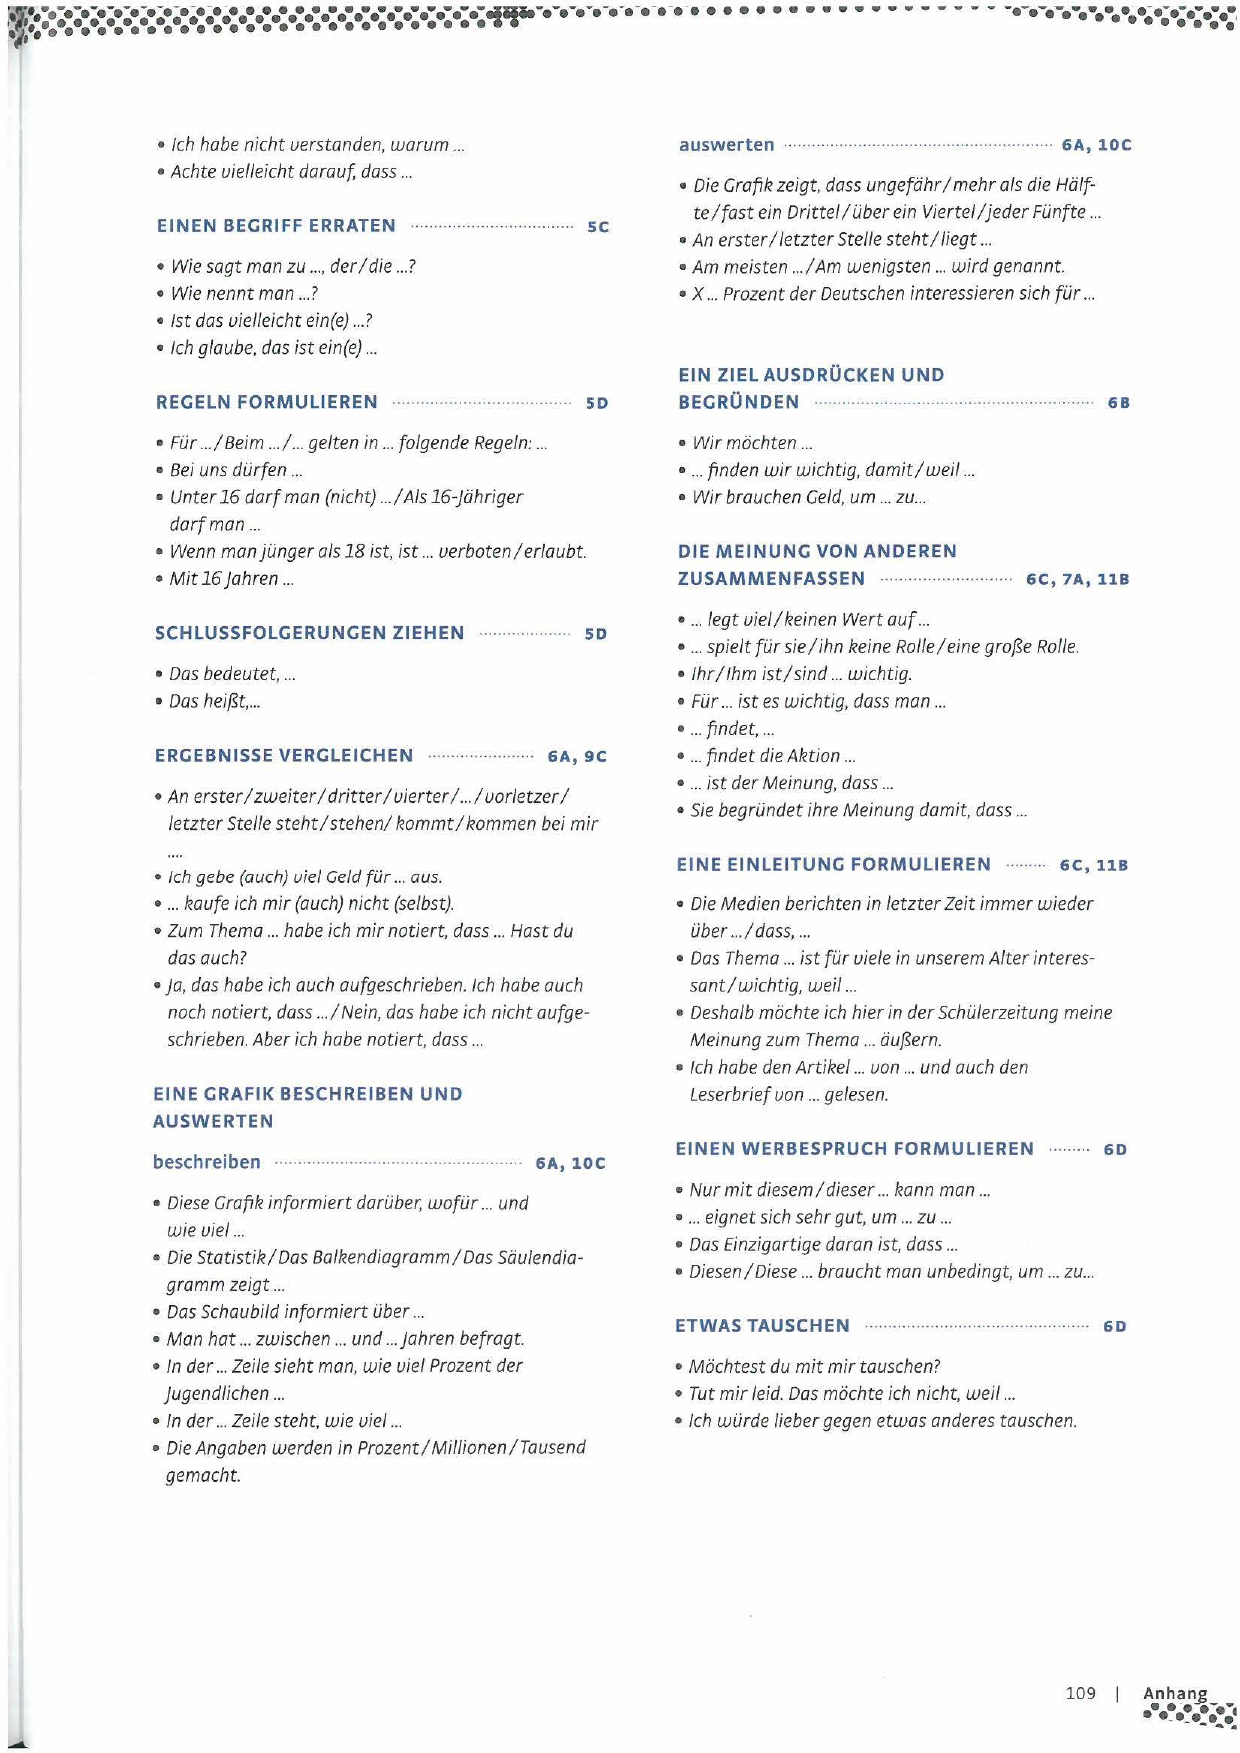 • Ich habe nicht verstanden, warum ...
• Achte vielleicht darauf, dass ...
EINEN BEGRIFF ERRATEN 5C
• Wie sagt man zu ..., der/die ...?
• Wie nennt man ...?
• Ist das vielleicht ein(e) ...?
• Ich glaube, das ist ein(e) ...
REGELN FORMULIEREN 5D
• Für .../Beim .../... gelten in ... folgende Regeln: ...
• Bei uns dürfen ...
• Unter 16 darf man (nicht) .../Als 16-Jähriger
darf man ...
• Wenn man jünger als 18 ist, ist ... verboten/erlaubt.
• Mit 16 Jahren ...
SCHLUSSFOLGERUNGEN ZIEHEN 5D
• Das bedeutet, ...
• Das heißt,...
ERGEBNISSE VERGLEICHEN 6A, 9C
• An erster/zweiter/dritter/vierter/.../vorletzer/
letzter Stelle steht/stehen/kommt/kommen bei mir
....
• Ich gebe (auch) viel Geld für ... aus.
• ... kaufe ich mir (auch) nicht (selbst).
• Zum Thema ... habe ich mir notiert, dass ... Hast du
das auch?
• Ja, das habe ich auch aufgeschrieben. Ich habe auch
noch notiert, dass .../Nein, das habe ich nicht aufge-
schrieben. Aber ich habe notiert, dass ...
EINE GRAFIK BESCHREIBEN UND
AUSWERTEN
beschreiben 6A, 10C
• Diese Grafik informiert darüber, wofür ... und
wie viel ...
• Die Statistik/Das Balkendiagramm/Das Säulendia-
gramm zeigt ...
• Das Schaubild informiert über ...
• Man hat ... zwischen ... und ... Jahren befragt.
• In der ... Zeile sieht man, wie viel Prozent der
Jugendlichen ...
• In der ... Zeile steht, wie viel ...
• Die Angaben werden in Prozent/Millionen/Tausend
gemacht.
auswerten 6A, 10C
• Die Grafik zeigt, dass ungefähr/mehr als die Hälf-
te/fast ein Drittel/über ein Viertel/jeder Fünfte ...
• An erster/letzter Stelle steht/liegt ...
• Am meisten .../Am wenigsten ... wird genannt.
• X ... Prozent der Deutschen interessieren sich für ...
EIN ZIEL AUSDRÜCKEN UND
BEGRÜNDEN 6B
• Wir möchten ...
• ... finden wir wichtig, damit/weil ...
• Wir brauchen Geld, um ... zu...
DIE MEINUNG VON ANDEREN
ZUSAMMENFASSEN 6C, 7A, 11B
• ... legt viel/keinen Wert auf ...
• ... spielt für sie/ihn keine Rolle/eine große Rolle.
• Ihr/Ihm ist/sind ... wichtig.
• Für ... ist es wichtig, dass man ...
• ... findet, ...
• ... findet die Aktion ...
• ... ist der Meinung, dass ...
• Sie begründet ihre Meinung damit, dass ...
EINE EINLEITUNG FORMULIEREN 6C, 11B
• Die Medien berichten in letzter Zeit immer wieder
über .../dass, ...
• Das Thema ... ist für viele in unserem Alter interes-
sant/wichtig, weil ...
• Deshalb möchte ich hier in der Schülerzeitung meine
Meinung zum Thema ... äußern.
• Ich habe den Artikel ... von ... und auch den
Leserbrief von ... gelesen.
EINEN WERBESPRUCH FORMULIEREN 6D
• Nur mit diesem/dieser ... kann man ...
• ... eignet sich sehr gut, um ... zu ...
• Das Einzigartige daran ist, dass ...
• Diesen/Diese ... braucht man unbedingt, um ... zu...
ETWAS TAUSCHEN 6D
• Möchtest du mit mir tauschen?
• Tut mir leid. Das möchte ich nicht, weil ...
• Ich würde lieber gegen etwas anderes tauschen.
109 | Anhang